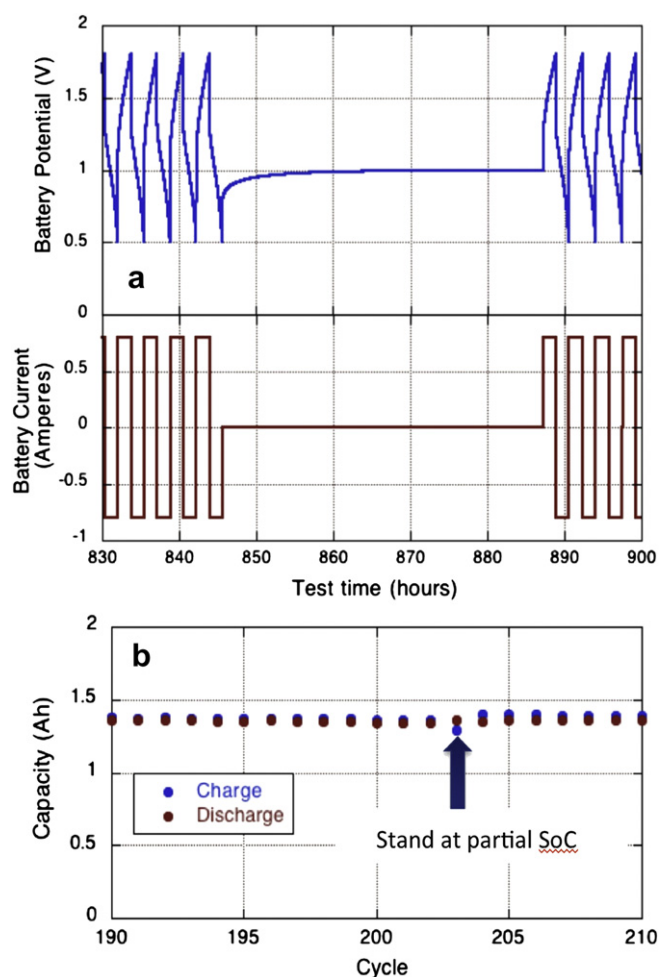 2
1.5
1
0.5
0
Battery Potential (V)
a
0.5
0
-0.5
-1
Battery Current
(Amperes)
830 840 850 860 870 880 890 900
Test time (hours)
2
1.5
1
0.5
0
Capacity (Ah)
b
Charge
Discharge
Stand at partial SoC
190 195 200 205 210
Cycle